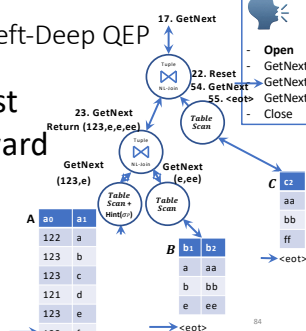 17. GetNext
eft-Deep QEP
- Open
- GetNext
- GetNext
- GetNext
- Close
Tuple
NL-Join
22. Reset
54. GetNext
55. <eot>
st
23. GetNext
Return (123,e,e,ee)
Table
Scan
ard
Tuple
NL-Join
GetNext
(123,e)
GetNext
(e,ee)
Table
Scan +
Table
Scan
C
c2
aa
bb
ff
<eot>
A
a0 a1
122 a
123 b
123 c
121 d
123 e
B
b1 b2
a aa
b bb
e ee
<eot>
84